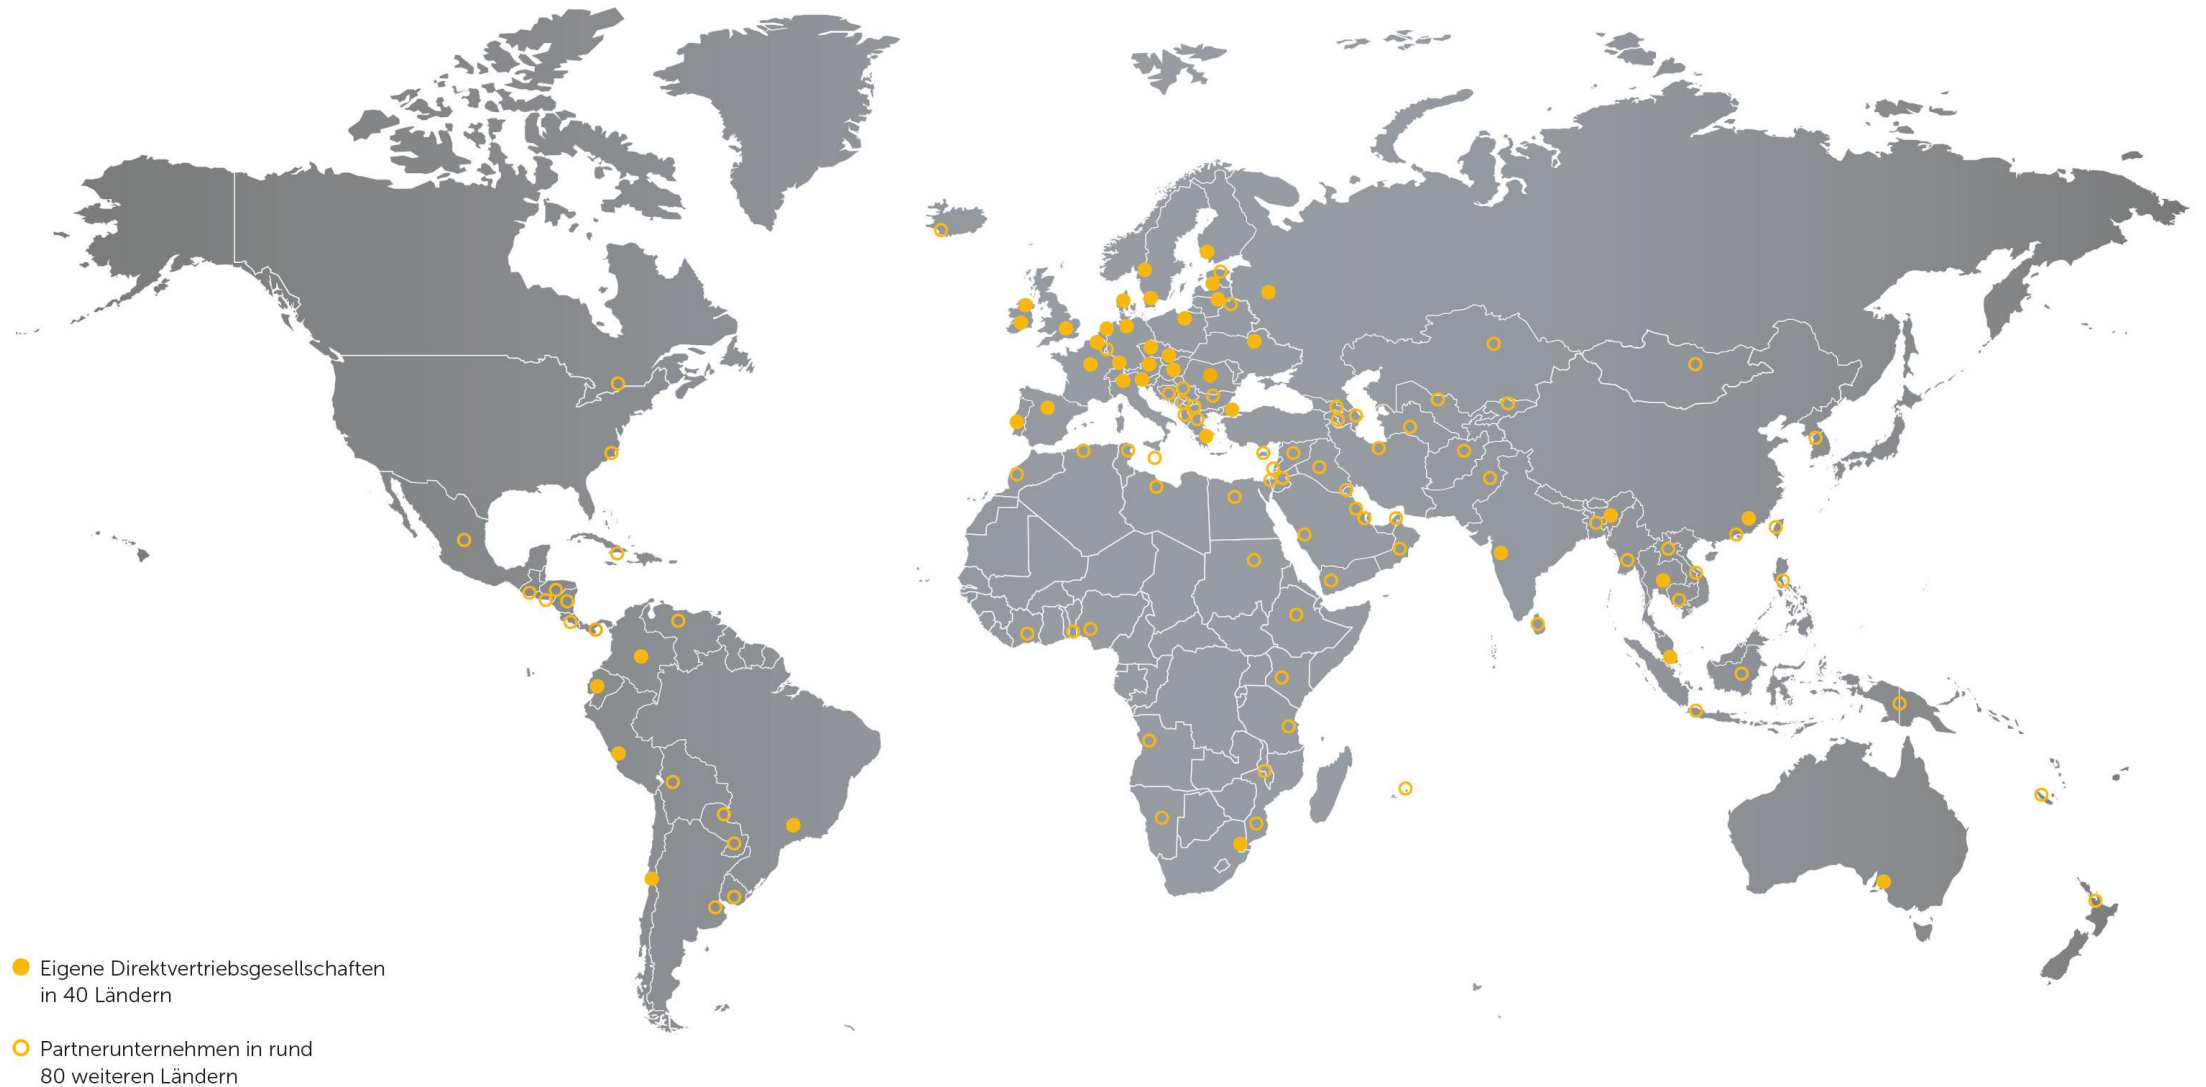 Eigene Direktvertriebsgesellschaften
in 40 Ländern
Partnerunternehmen in rund
80 weiteren Ländern